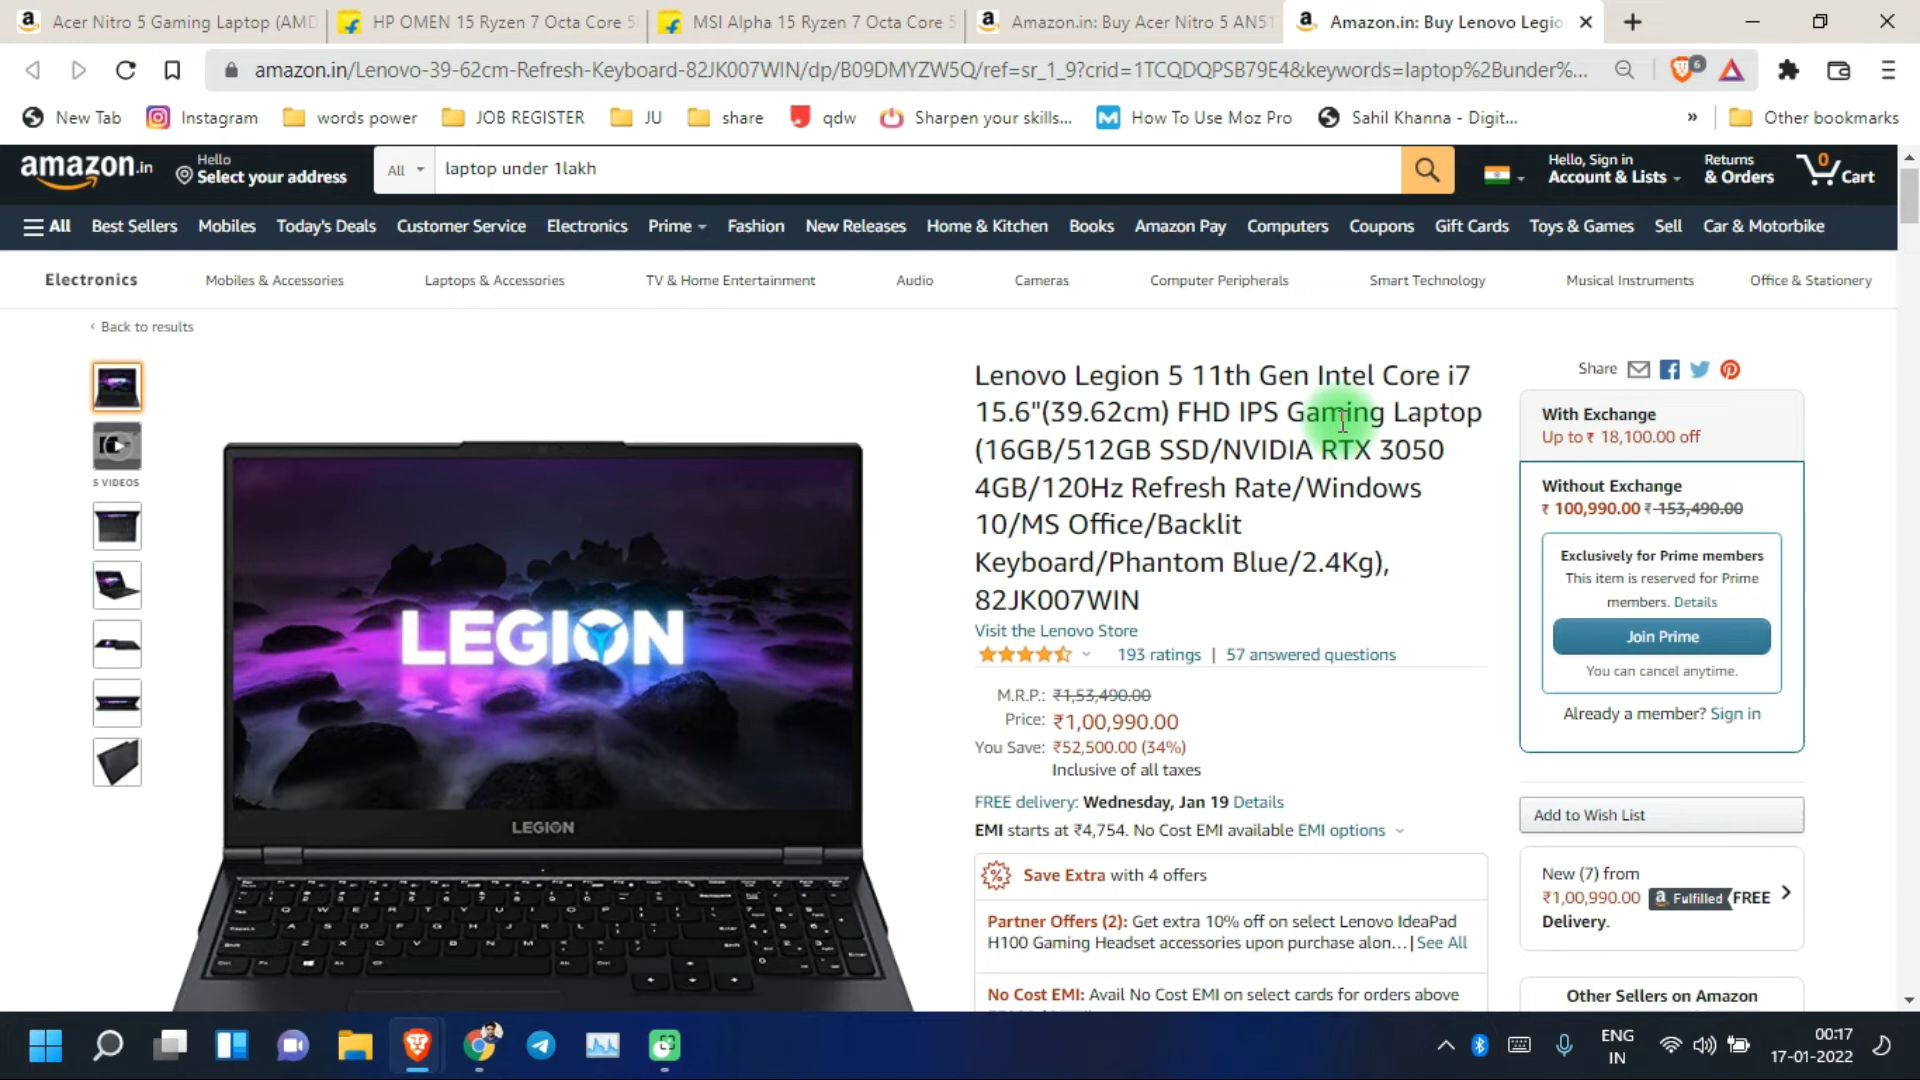 Acer Nitro 5 Gaming Laptop (AMD
HP OMEN 15 Ryzen 7 Octa Core 5
MSI Alpha 15 Ryzen 7 Octa Core 5
Amazon.in: Buy Acer Nitro 5 AN51
Amazon.in: Buy Lenovo Legio
amazon.in/Lenovo-39-62cm-Refresh-Keyboard-82JK007WIN/dp/B09DMYZW5Q/ref=sr_1_9?crid=1TCQDQPSB79E4&keywords=laptop%2Bunder%...
6
New Tab
Instagram
words power
JOB REGISTER
JU
share
qdw
Sharpen your skills...
How To Use Moz Pro
Sahil Khanna - Digit...
»
Other bookmarks
amazon.in
Hello
Select your address
All
laptop under 1lakh
Hello, Sign in
Account & Lists
Returns
& Orders
0
Cart
All
Best Sellers
Mobiles
Today's Deals
Customer Service
Electronics
Prime
Fashion
New Releases
Home & Kitchen
Books
Amazon Pay
Computers
Coupons
Gift Cards
Toys & Games
Sell
Car & Motorbike
Electronics
Mobiles & Accessories
Laptops & Accessories
TV & Home Entertainment
Audio
Cameras
Computer Peripherals
Smart Technology
Musical Instruments
Office & Stationery
‹ Back to results
5 VIDEOS
LEGION
LEGION
Lenovo Legion 5 11th Gen Intel Core i7
15.6"(39.62cm) FHD IPS Gaming Laptop
(16GB/512GB SSD/NVIDIA RTX 3050
4GB/120Hz Refresh Rate/Windows
10/MS Office/Backlit
Keyboard/Phantom Blue/2.4Kg),
82JK007WIN
Visit the Lenovo Store
193 ratings | 57 answered questions
M.R.P.: ₹1,53,490.00
Price: ₹1,00,990.00
You Save: ₹52,500.00 (34%)
Inclusive of all taxes
FREE delivery: Wednesday, Jan 19 Details
EMI starts at ₹4,754. No Cost EMI available EMI options
Save Extra with 4 offers
Partner Offers (2): Get extra 10% off on select Lenovo IdeaPad
H100 Gaming Headset accessories upon purchase alon... | See All
No Cost EMI: Avail No Cost EMI on select cards for orders above
Share
With Exchange
Up to ₹ 18,100.00 off
Without Exchange
₹ 100,990.00 ₹ 153,490.00
Exclusively for Prime members
This item is reserved for Prime
members. Details
Join Prime
You can cancel anytime.
Already a member? Sign in
Add to Wish List
New (7) from
₹1,00,990.00 a Fulfilled FREE
Delivery.
Other Sellers on Amazon
ENG
IN
00:17
17-01-2022